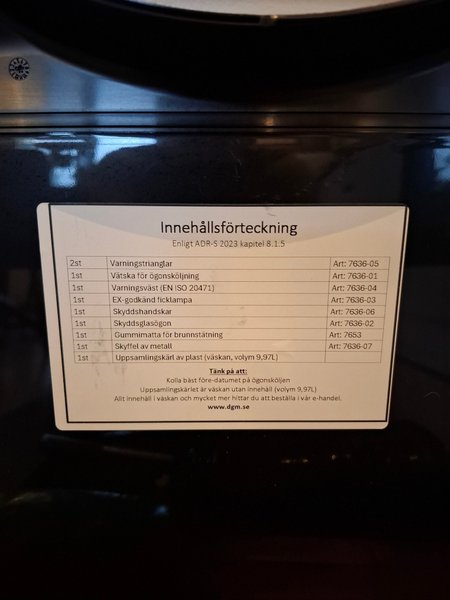 Innehållsförteckning
Enligt ADR-S 2023 kapitel 8.1.5
2st Varningstrianglar Art: 7636-05
1st Vätska för ögonsköljning Art: 7636-01
1st Varningsväst (EN ISO 20471) Art: 7636-04
1st EX-godkänd ficklampa Art: 7636-03
1st Skyddshandskar Art: 7636-06
1st Skyddsglasögon Art: 7636-02
1st Gummimatta för brunnstätning Art: 7653
1st Skyffel av metall Art: 7636-07
1st Uppsamlingskärl av plast (väskan, volym 9,97L)
Tänk på att:
Kolla bäst före-datumet på ögonsköljen
Uppsamlingskärlet är väskan utan innehåll (volym 9,97L)
Allt innehåll i väskan och mycket mer hittar du att beställa i vår e-handel.
www.dgm.se